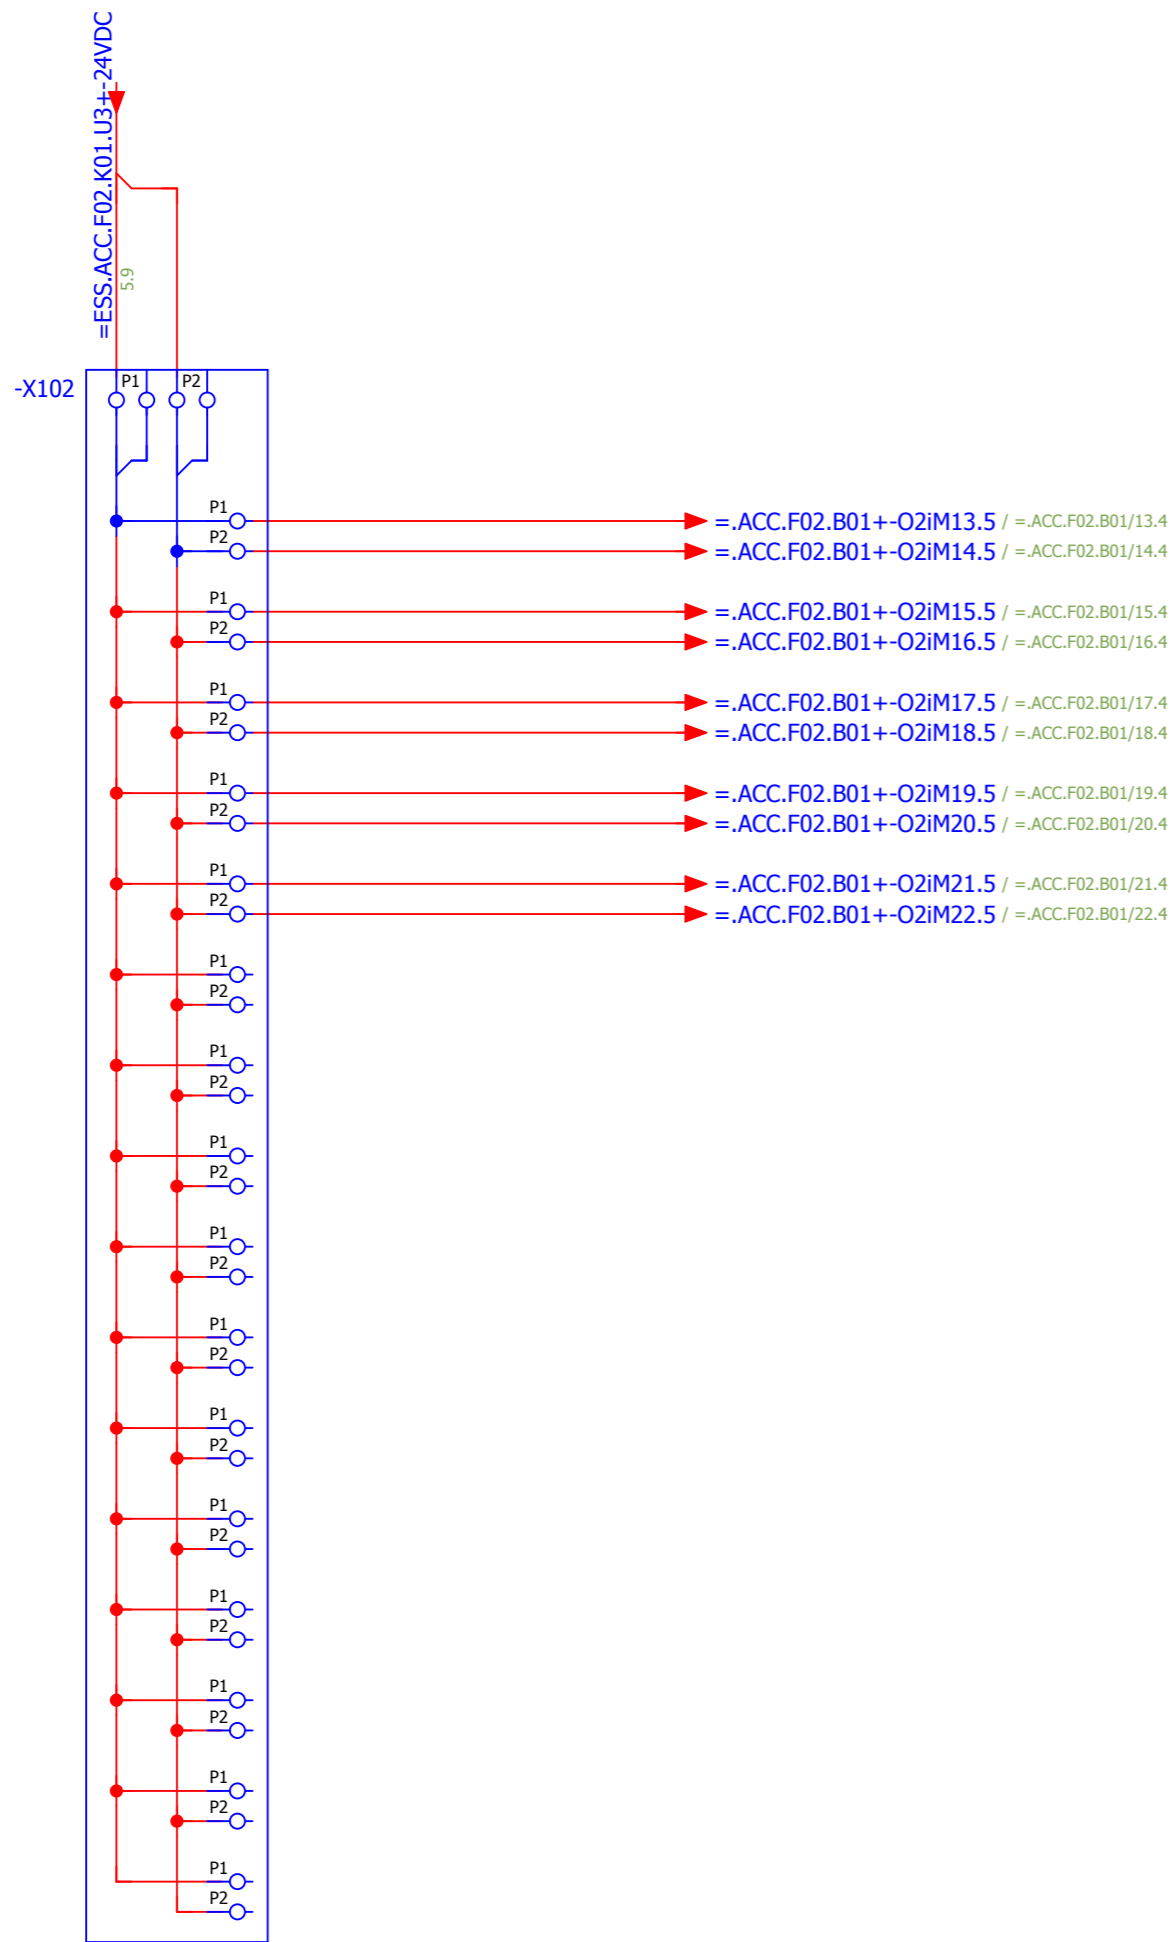 =ESS.ACC.F02.K01.U3+-24VDC
5.9
-X102
P1 P2
P1 =.ACC.F02.B01+-O2iM13.5 / =.ACC.F02.B01/13.4
P2 =.ACC.F02.B01+-O2iM14.5 / =.ACC.F02.B01/14.4
P1 =.ACC.F02.B01+-O2iM15.5 / =.ACC.F02.B01/15.4
P2 =.ACC.F02.B01+-O2iM16.5 / =.ACC.F02.B01/16.4
P1 =.ACC.F02.B01+-O2iM17.5 / =.ACC.F02.B01/17.4
P2 =.ACC.F02.B01+-O2iM18.5 / =.ACC.F02.B01/18.4
P1 =.ACC.F02.B01+-O2iM19.5 / =.ACC.F02.B01/19.4
P2 =.ACC.F02.B01+-O2iM20.5 / =.ACC.F02.B01/20.4
P1 =.ACC.F02.B01+-O2iM21.5 / =.ACC.F02.B01/21.4
P2 =.ACC.F02.B01+-O2iM22.5 / =.ACC.F02.B01/22.4
P1
P2
P1
P2
P1
P2
P1
P2
P1
P2
P1
P2
P1
P2
P1
P2
P1
P2
P1
P2
P1
P2